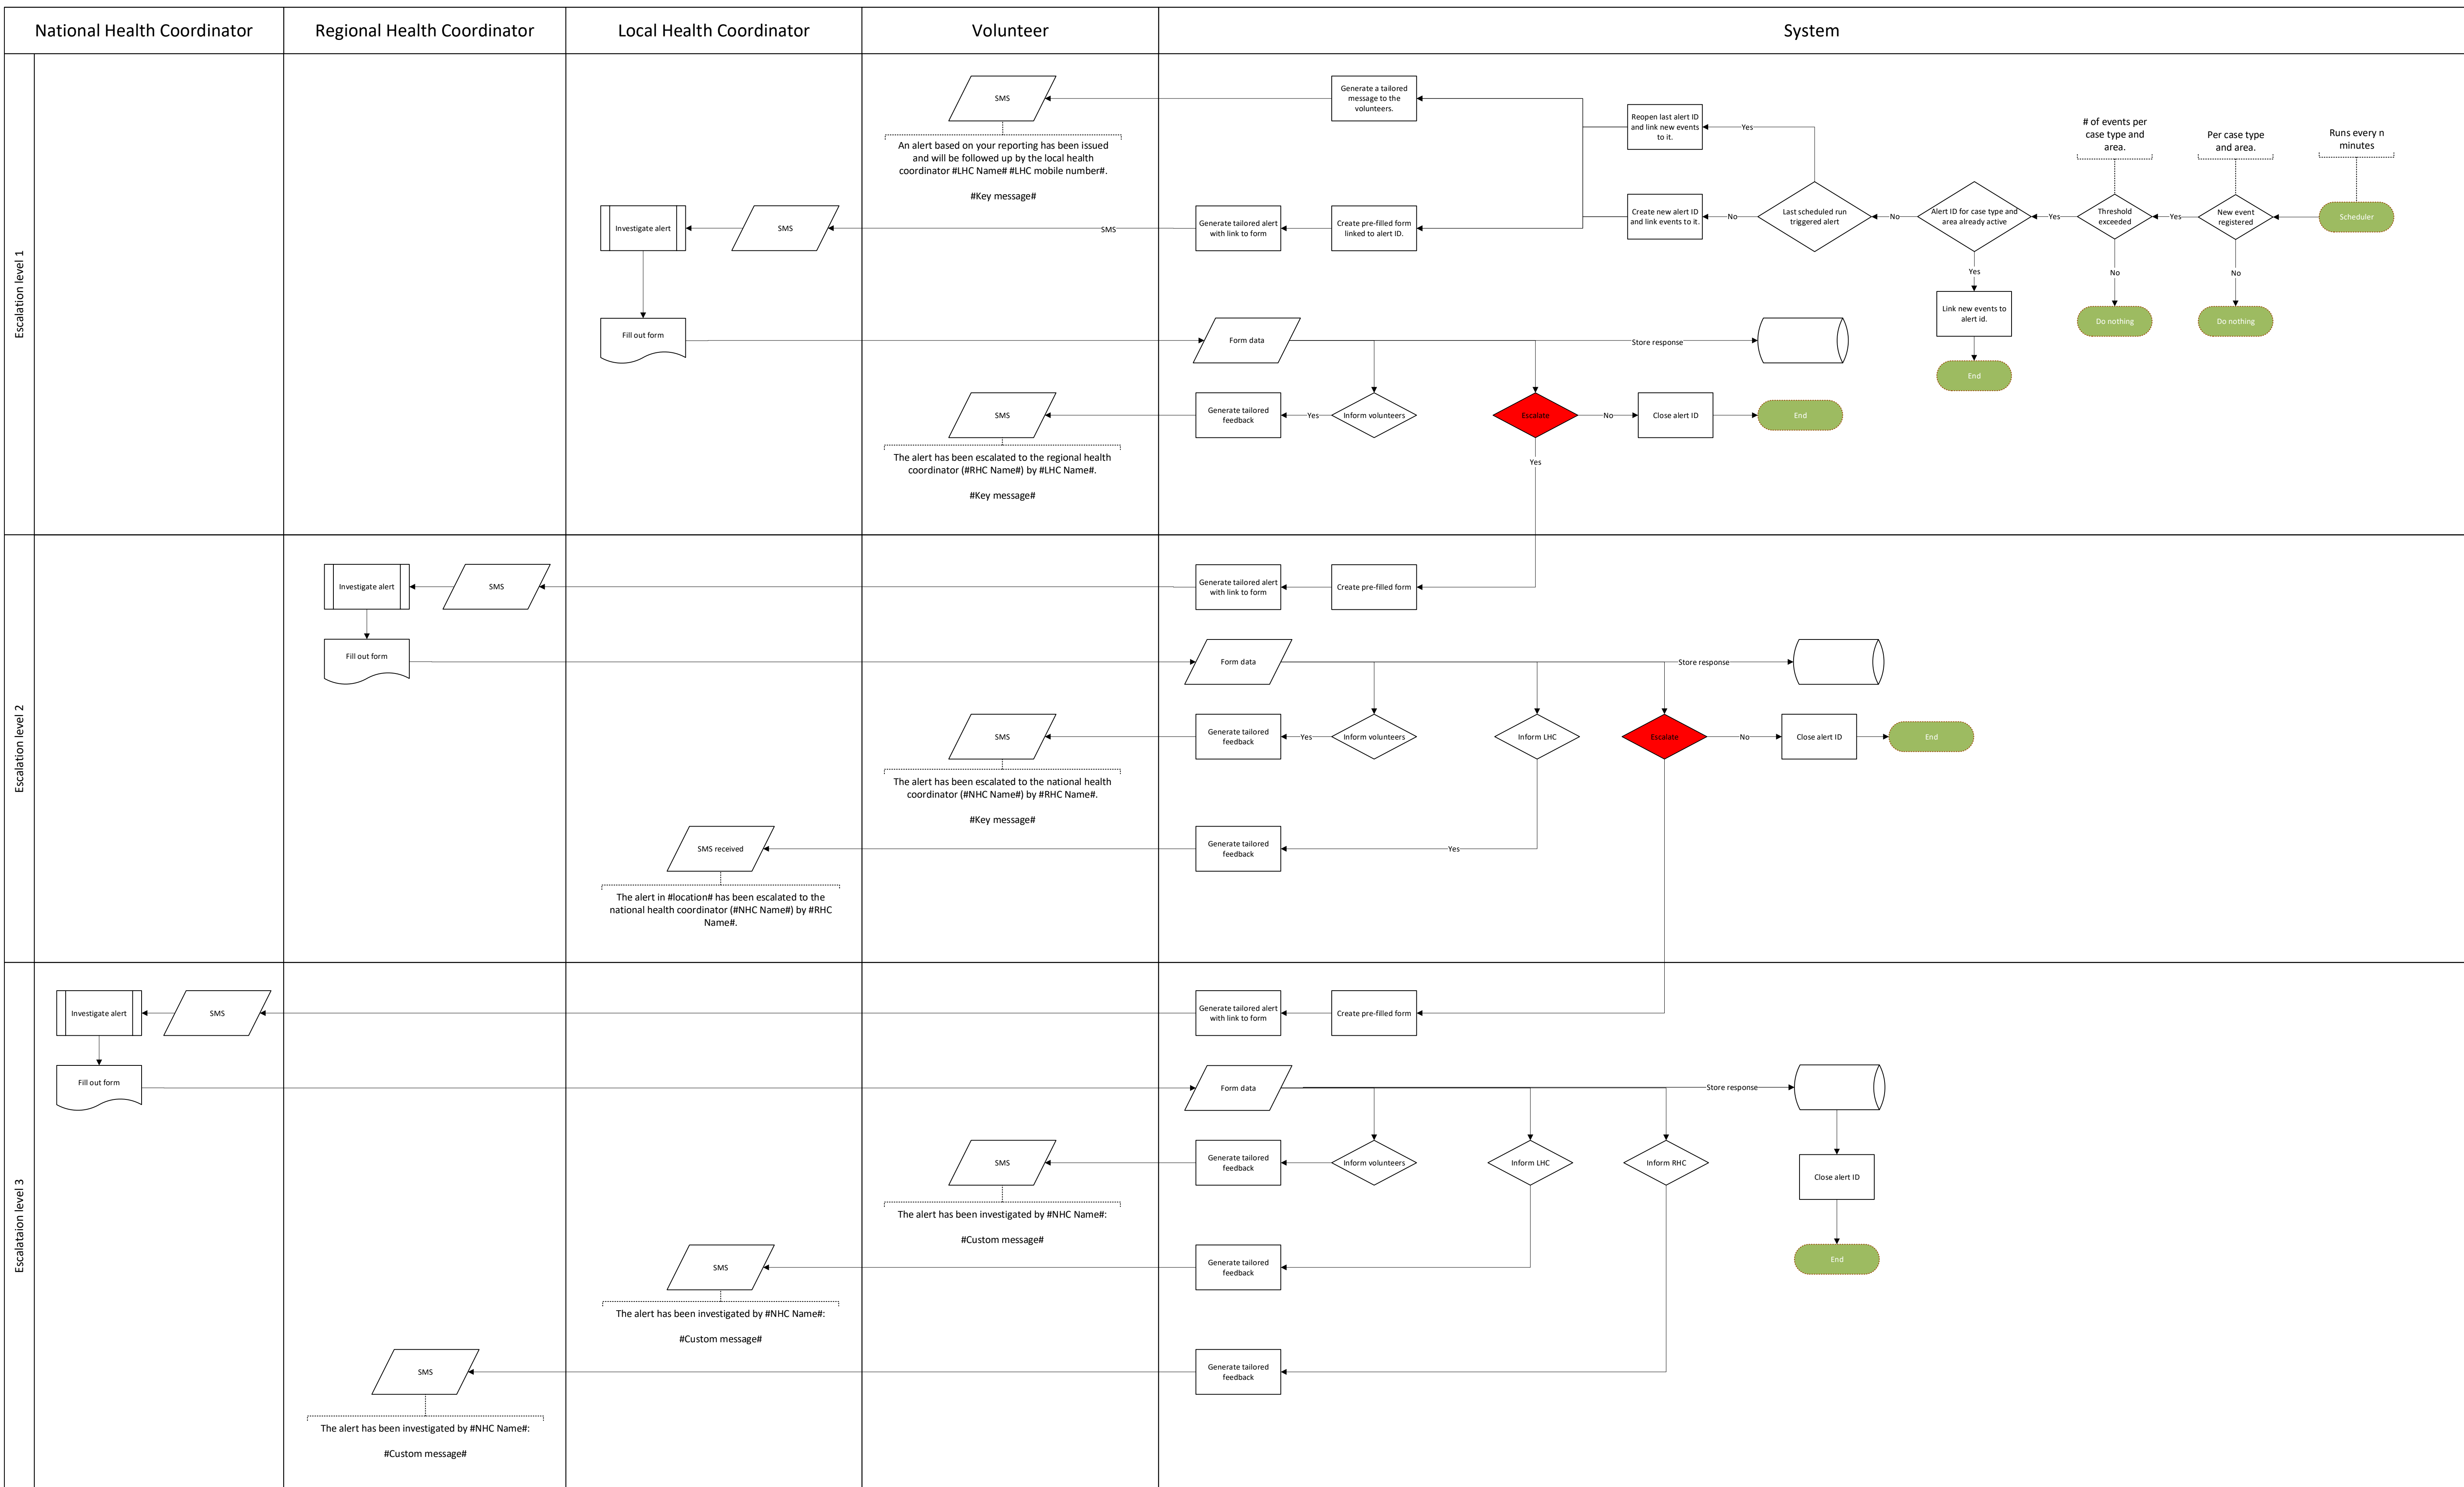 National Health Coordinator
Regional Health Coordinator
Local Health Coordinator
Volunteer
System
Escalation level 1
SMS
Generate a tailored
message to the
volunteers.
Reopen last alert ID
and link new events
to it.
Yes
# of events per
case type and
area.
Per case type
and area.
Runs every n
minutes
An alert based on your reporting has been issued
and will be followed up by the local health
coordinator #LHC Name# #LHC mobile number#.
#Key message#
Investigate alert
SMS
SMS
Generate tailored alert
with link to form
Create pre-filled form
linked to alert ID.
Create new alert ID
and link events to it.
No
Last scheduled run
triggered alert
No
Alert ID for case type and
area already active
Yes
Threshold
exceeded
Yes
New event
registered
Scheduler
Yes
No
No
Link new events to
alert id.
Do nothing
Do nothing
End
Fill out form
Form data
Store response
SMS
Generate tailored
feedback
Yes
Inform volunteers
Escalate
No
Close alert ID
End
Yes
The alert has been escalated to the regional health
coordinator (#RHC Name#) by #LHC Name#.
#Key message#
Escalation level 2
Investigate alert
SMS
Generate tailored alert
with link to form
Create pre-filled form
Fill out form
Form data
Store response
SMS
Generate tailored
feedback
Yes
Inform volunteers
Inform LHC
Escalate
No
Close alert ID
End
The alert has been escalated to the national health
coordinator (#NHC Name#) by #RHC Name#.
#Key message#
SMS received
Generate tailored
feedback
Yes
The alert in #location# has been escalated to the
national health coordinator (#NHC Name#) by #RHC
Name#.
Escalataion level 3
Investigate alert
SMS
Generate tailored alert
with link to form
Create pre-filled form
Fill out form
Form data
Store response
SMS
Generate tailored
feedback
Inform volunteers
Inform LHC
Inform RHC
Close alert ID
The alert has been investigated by #NHC Name#:
#Custom message#
SMS
Generate tailored
feedback
End
The alert has been investigated by #NHC Name#:
#Custom message#
SMS
Generate tailored
feedback
The alert has been investigated by #NHC Name#:
#Custom message#